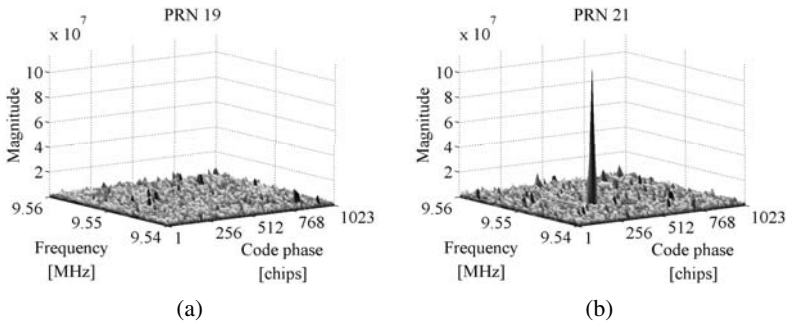 PRN 19
x 10 7
10
8
6
4
2
Magnitude
9.56
9.55
9.54
Frequency
[MHz]
1
256
512
768
1023
Code phase
[chips]
(a)
PRN 21
x 10 7
10
8
6
4
2
Magnitude
9.56
9.55
9.54
Frequency
[MHz]
1
256
512
768
1023
Code phase
[chips]
(b)